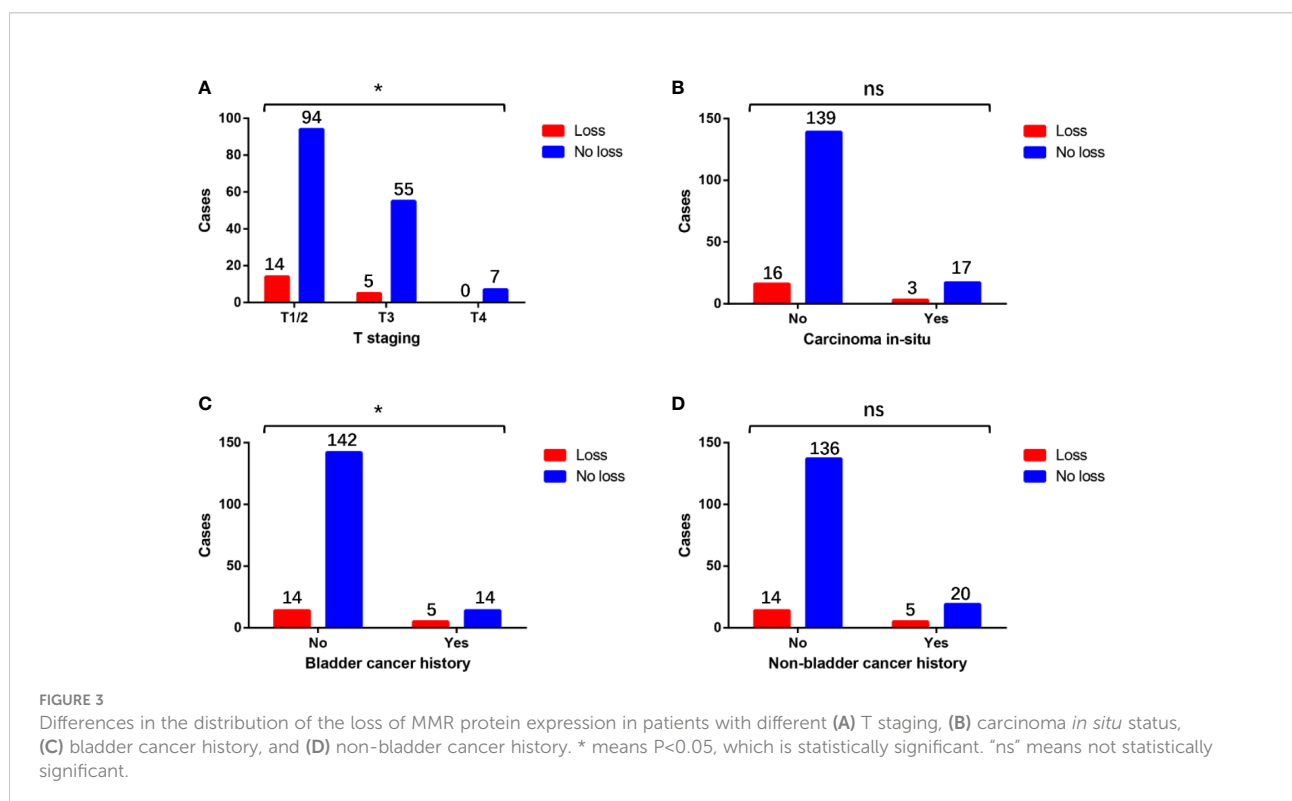 A
*
100
94
Loss
No loss
80
60
55
40
20
14
5
0
7
0
Cases
T1/2 T3 T4
T staging
B
ns
150
139
Loss
No loss
100
50
16
3
17
0
Cases
No Yes
Carcinoma in-situ
C
*
150
142
Loss
No loss
100
50
14
5
14
0
Cases
No Yes
Bladder cancer history
D
ns
150
136
Loss
No loss
100
50
14
5
20
0
Cases
No Yes
Non-bladder cancer history
FIGURE 3
Differences in the distribution of the loss of MMR protein expression in patients with different (A) T staging, (B) carcinoma in situ status,
(C) bladder cancer history, and (D) non-bladder cancer history. * means P<0.05, which is statistically significant. “ns” means not statistically
significant.